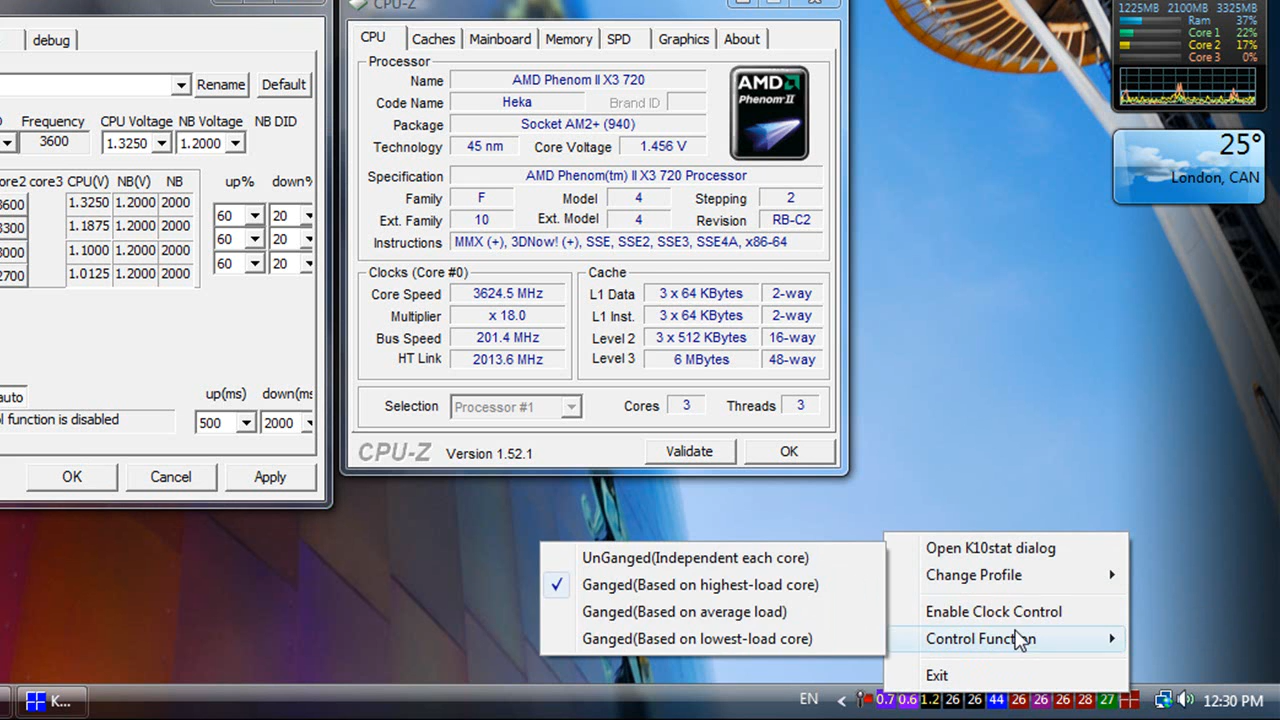 debug
Rename Default
Frequency CPU Voltage NB Voltage NB DID
3600 1.3250 1.2000
core3 CPU(V) NB(V) NB up% down%
3600 1.3250 1.2000 2000 60 20
3300 1.1875 1.2000 2000 60 20
3000 1.1000 1.2000 2000 60 20
2700 1.0125 1.2000 2000
auto up(ms)
function is disabled 500 2000
OK Cancel Apply
CPU-Z
CPU Caches Mainboard Memory SPD Graphics About
Processor
Name AMD Phenom II X3 720
Code Name Heka Brand ID
Package Socket AM2+ (940)
Technology 45 nm Core Voltage 1.456 V
Specification AMD Phenom(tm) II X3 720 Processor
Family F Model 4 Stepping 2
Ext. Family 10 Ext. Model 4 Revision RB-C2
Instructions MMX (+), 3DNow! (+), SSE, SSE2, SSE3, SSE4A, x86-64
AMD
Phenom II
Clocks (Core #0)
Core Speed 3624.5 MHz
Multiplier x 18.0
Bus Speed 201.4 MHz
HT Link 2013.6 MHz
Cache
L1 Data 3 x 64 KBytes 2-way
L1 Inst. 3 x 64 KBytes 2-way
Level 2 3 x 512 KBytes 16-way
Level 3 6 MBytes 48-way
Selection Processor #1 Cores 3 Threads 3
CPU-Z Version 1.52.1 Validate OK
1225MB 2100MB 3325MB
Ram 37%
Core 1 22%
Core 2 17%
Core 3 0%
25°
London, CAN
UnGanged(Independent each core)
Ganged(Based on highest-load core)
Ganged(Based on average load)
Ganged(Based on lowest-load core)
Open K10stat dialog
Change Profile
Enable Clock Control
Control Function
Exit
K...
EN < 0.7 0.6 1.2 26 26 44 26 26 26 28 27 12:30 PM